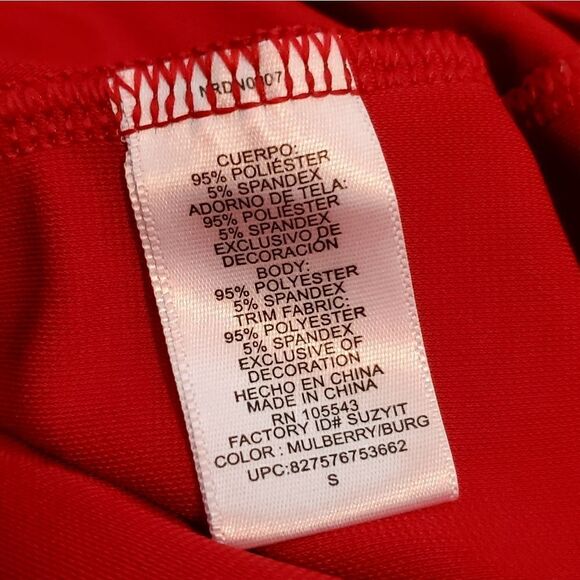 CUERPO:
95% POLIÉSTER
5% SPANDEX
ADORNO DE TELA:
95% POLIÉSTER
5% SPANDEX
EXCLUSIVO DE
DECORACIÓN
BODY:
95% POLYESTER
5% SPANDEX
TRIM FABRIC:
95% POLYESTER
5% SPANDEX
EXCLUSIVE OF
DECORATION
HECHO EN CHINA
MADE IN CHINA
RN 105543
FACTORY ID# SUZYIT
COLOR : MULBERRY/BURG
UPC:827576753662
S